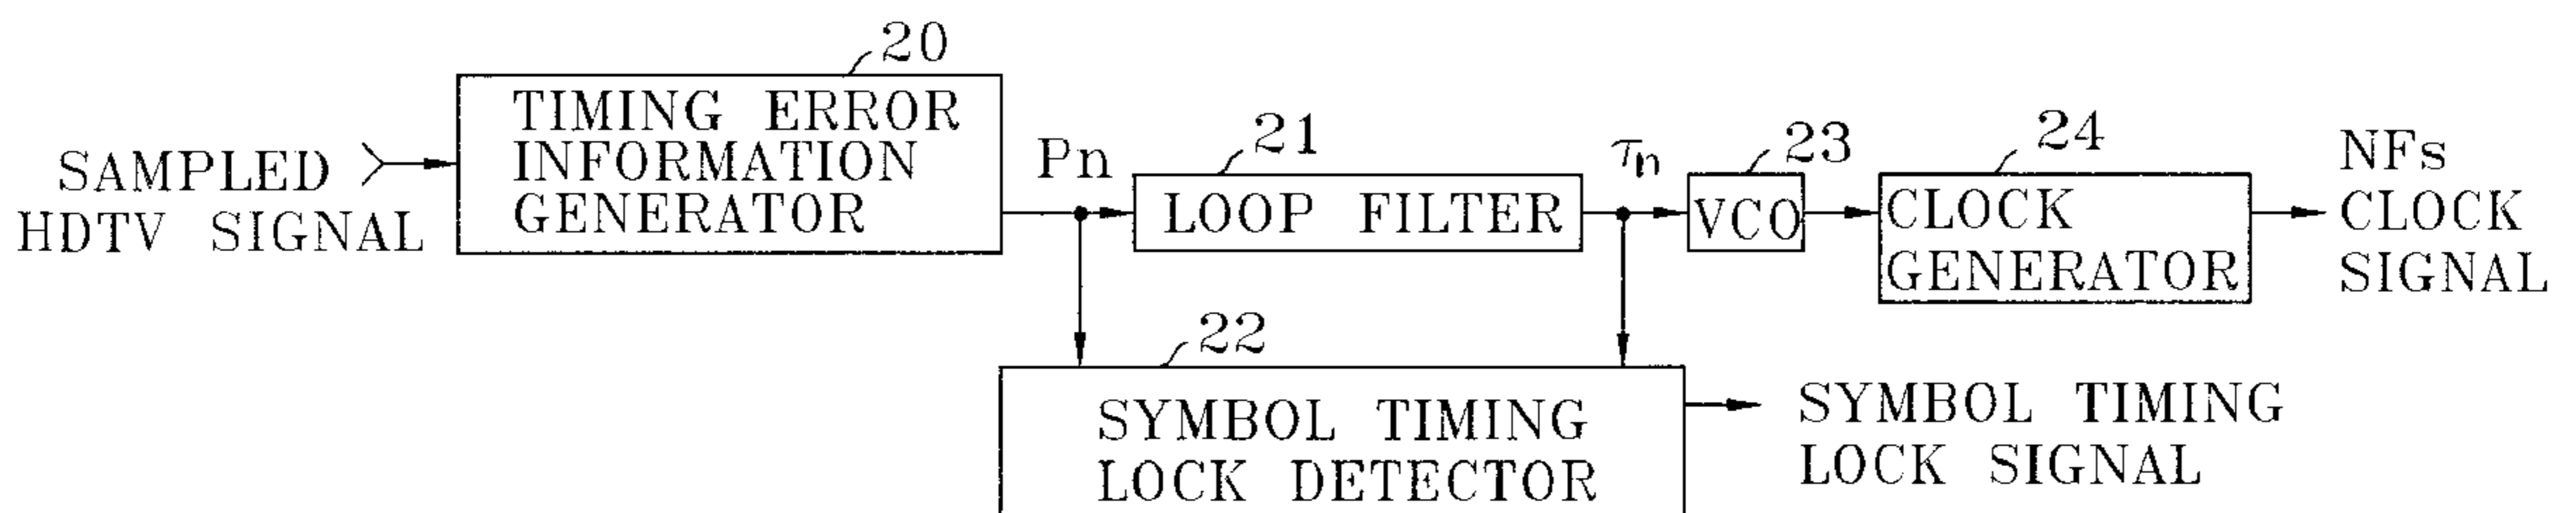 20
TIMING ERROR
INFORMATION
GENERATOR
SAMPLED
HDTV SIGNAL
Pn
21
LOOP FILTER
τn
23
VCO
24
CLOCK
GENERATOR
NFs
CLOCK
SIGNAL
22
SYMBOL TIMING
LOCK DETECTOR
SYMBOL TIMING
LOCK SIGNAL